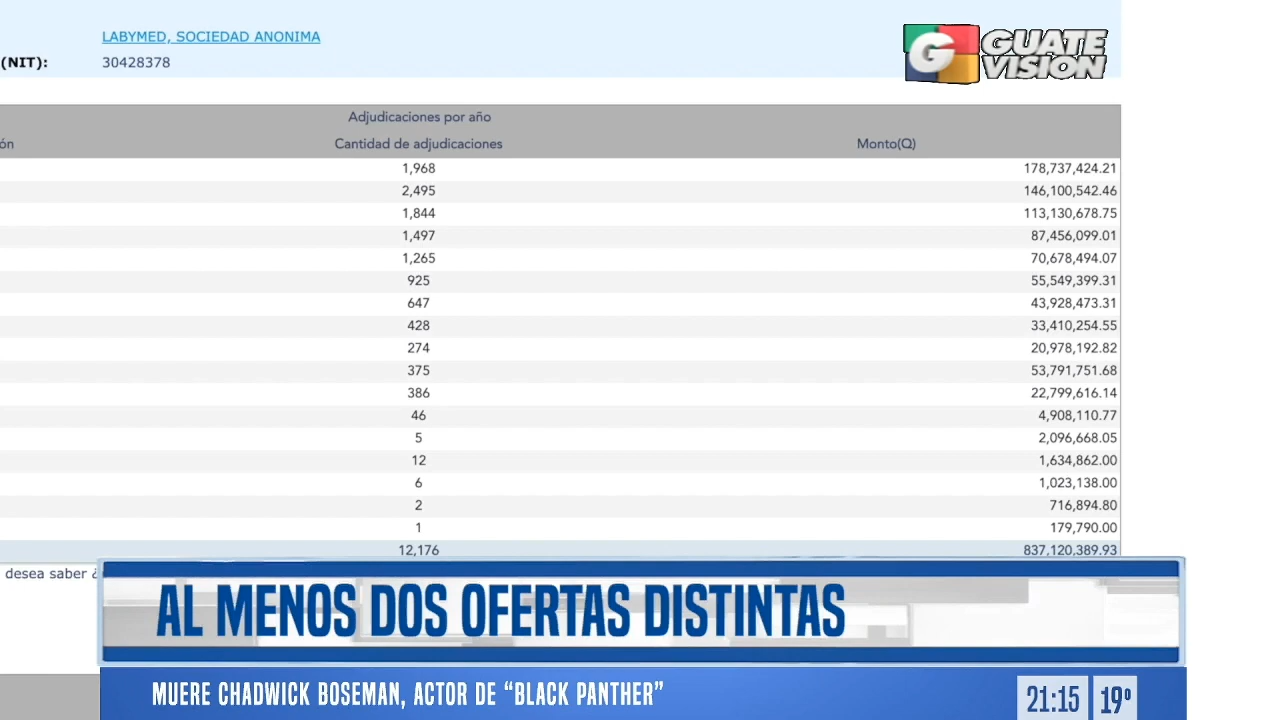 LABYMED, SOCIEDAD ANONIMA
(NIT): 30428378
G GUATE
VISION
Adjudicaciones por año
ón Cantidad de adjudicaciones Monto(Q)
1,968 178,737,424.21
2,495 146,100,542.46
1,844 113,130,678.75
1,497 87,456,099.01
1,265 70,678,494.07
925 55,549,399.31
647 43,928,473.31
428 33,410,254.55
274 20,978,192.82
375 53,791,751.68
386 22,799,616.14
46 4,908,110.77
5 2,096,668.05
12 1,634,862.00
6 1,023,138.00
2 716,894.80
1 179,790.00
12,176 837,120,389.93
desea saber ¿
AL MENOS DOS OFERTAS DISTINTAS
MUERE CHADWICK BOSEMAN, ACTOR DE “BLACK PANTHER”
21:15 19º